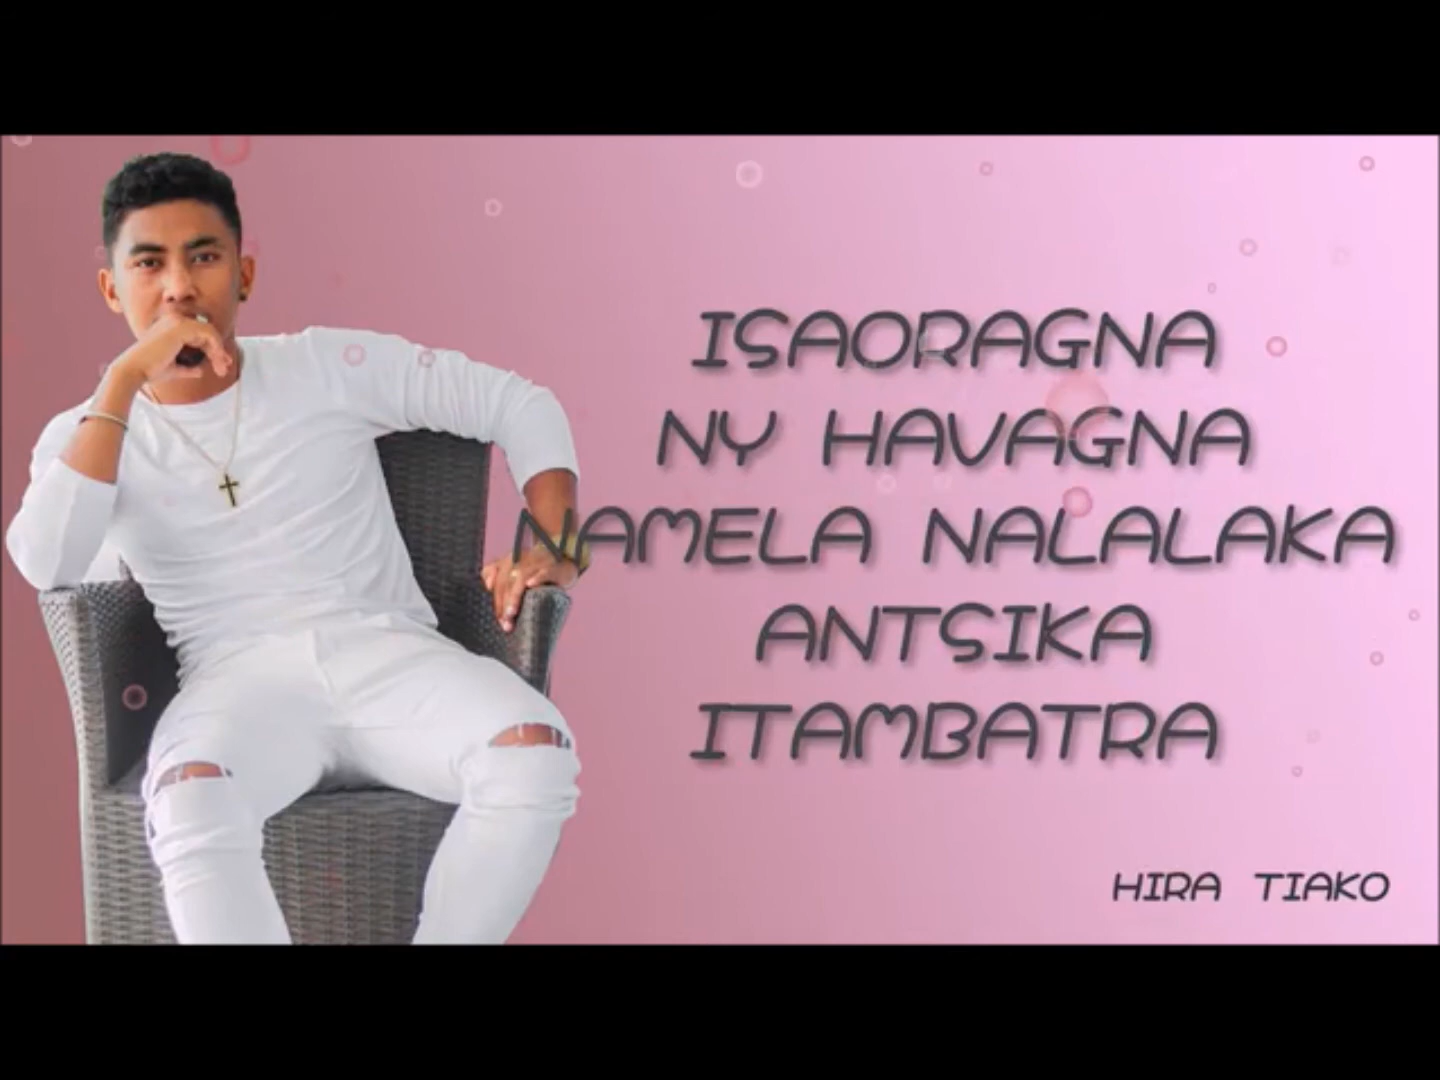 ISAORAGNA
NY HAVAGNA
NAMELA NALALAKA
ANTSIKA
ITAMBATRA
HIRA TIAKO